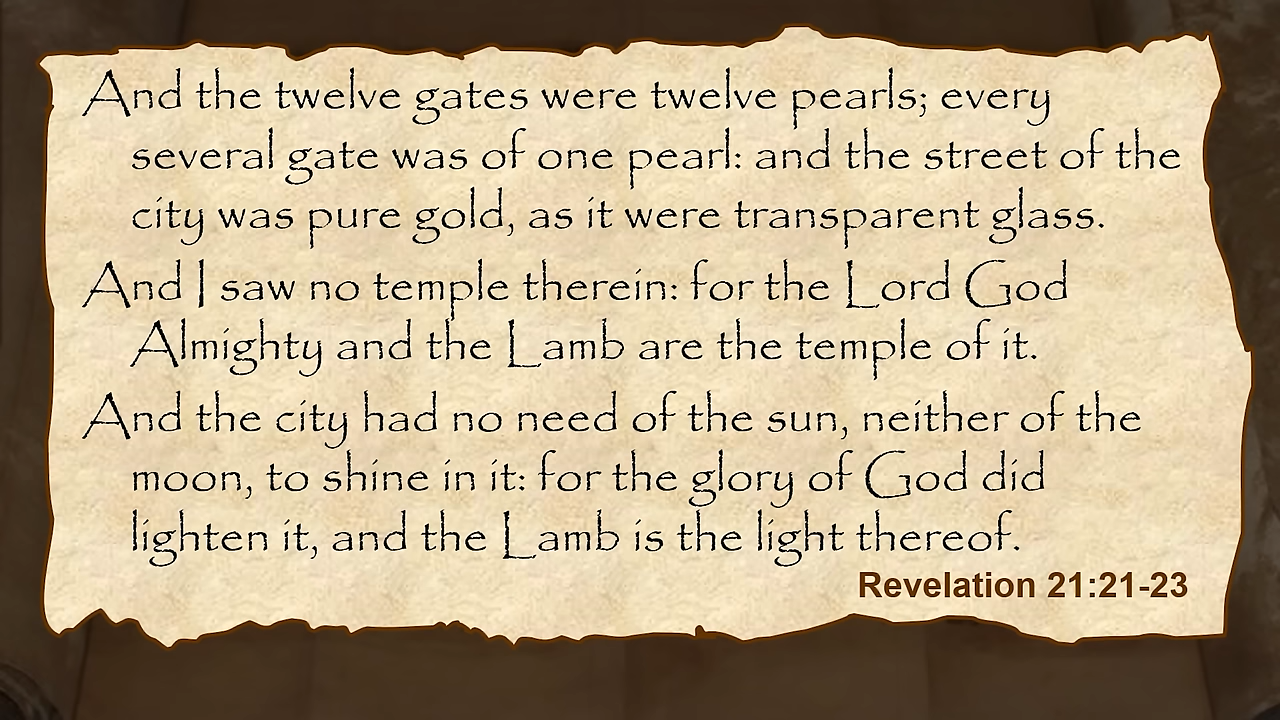 And the twelve gates were twelve pearls; every
several gate was of one pearl: and the street of the
city was pure gold, as it were transparent glass.
And I saw no temple therein: for the Lord God
Almighty and the Lamb are the temple of it.
And the city had no need of the sun, neither of the
moon, to shine in it: for the glory of God did
lighten it, and the Lamb is the light thereof.
Revelation 21:21-23